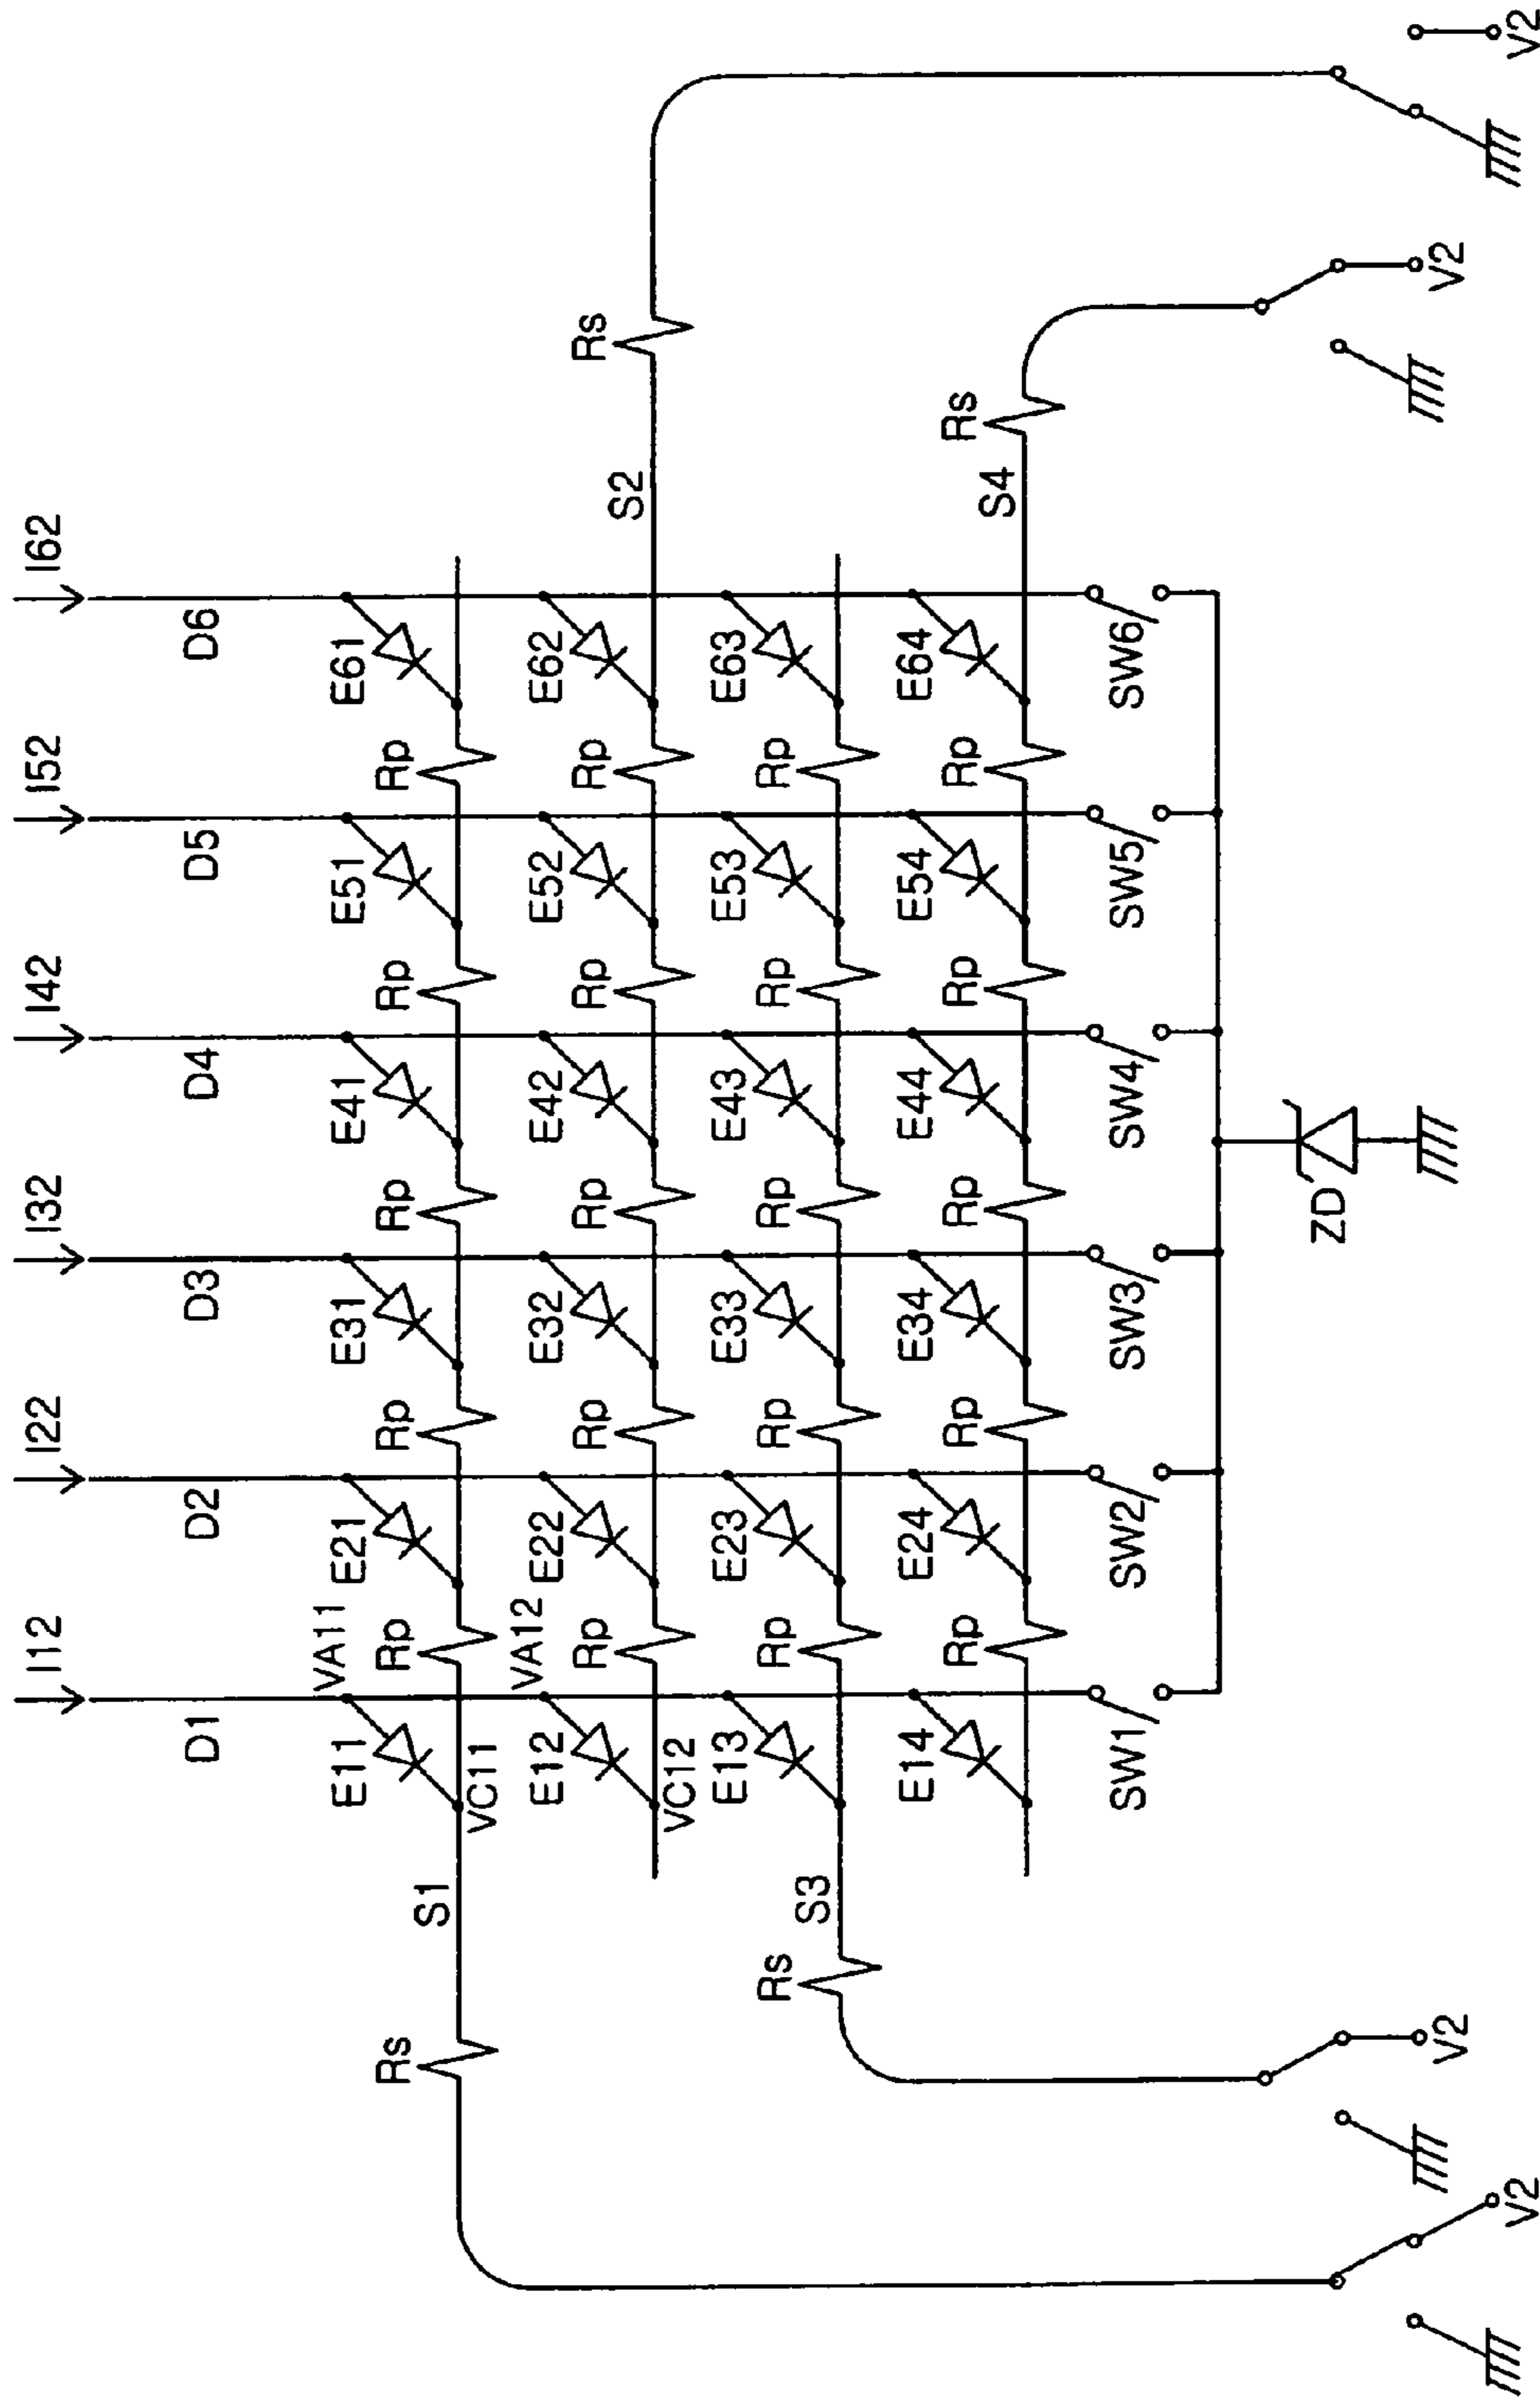 I12 I22 I32 I42 I52 I62
D1 D2 D3 D4 D5 D6
VA11
E11 E21 E31 E41 E51 E61
Rs S1 VC11 Rp Rp Rp Rp Rp
VA12
E12 E22 E32 E42 E52 E62
VC12 Rp Rp Rp Rp Rp S2 Rs
E13 E23 E33 E43 E53 E63
Rs S3 Rp Rp Rp Rp Rp
E14 E24 E34 E44 E54 E64
Rp Rp Rp Rp Rp S4 Rs
SW1 SW2 SW3 SW4 SW5 SW6
ZD
V2 V2 V2 V2